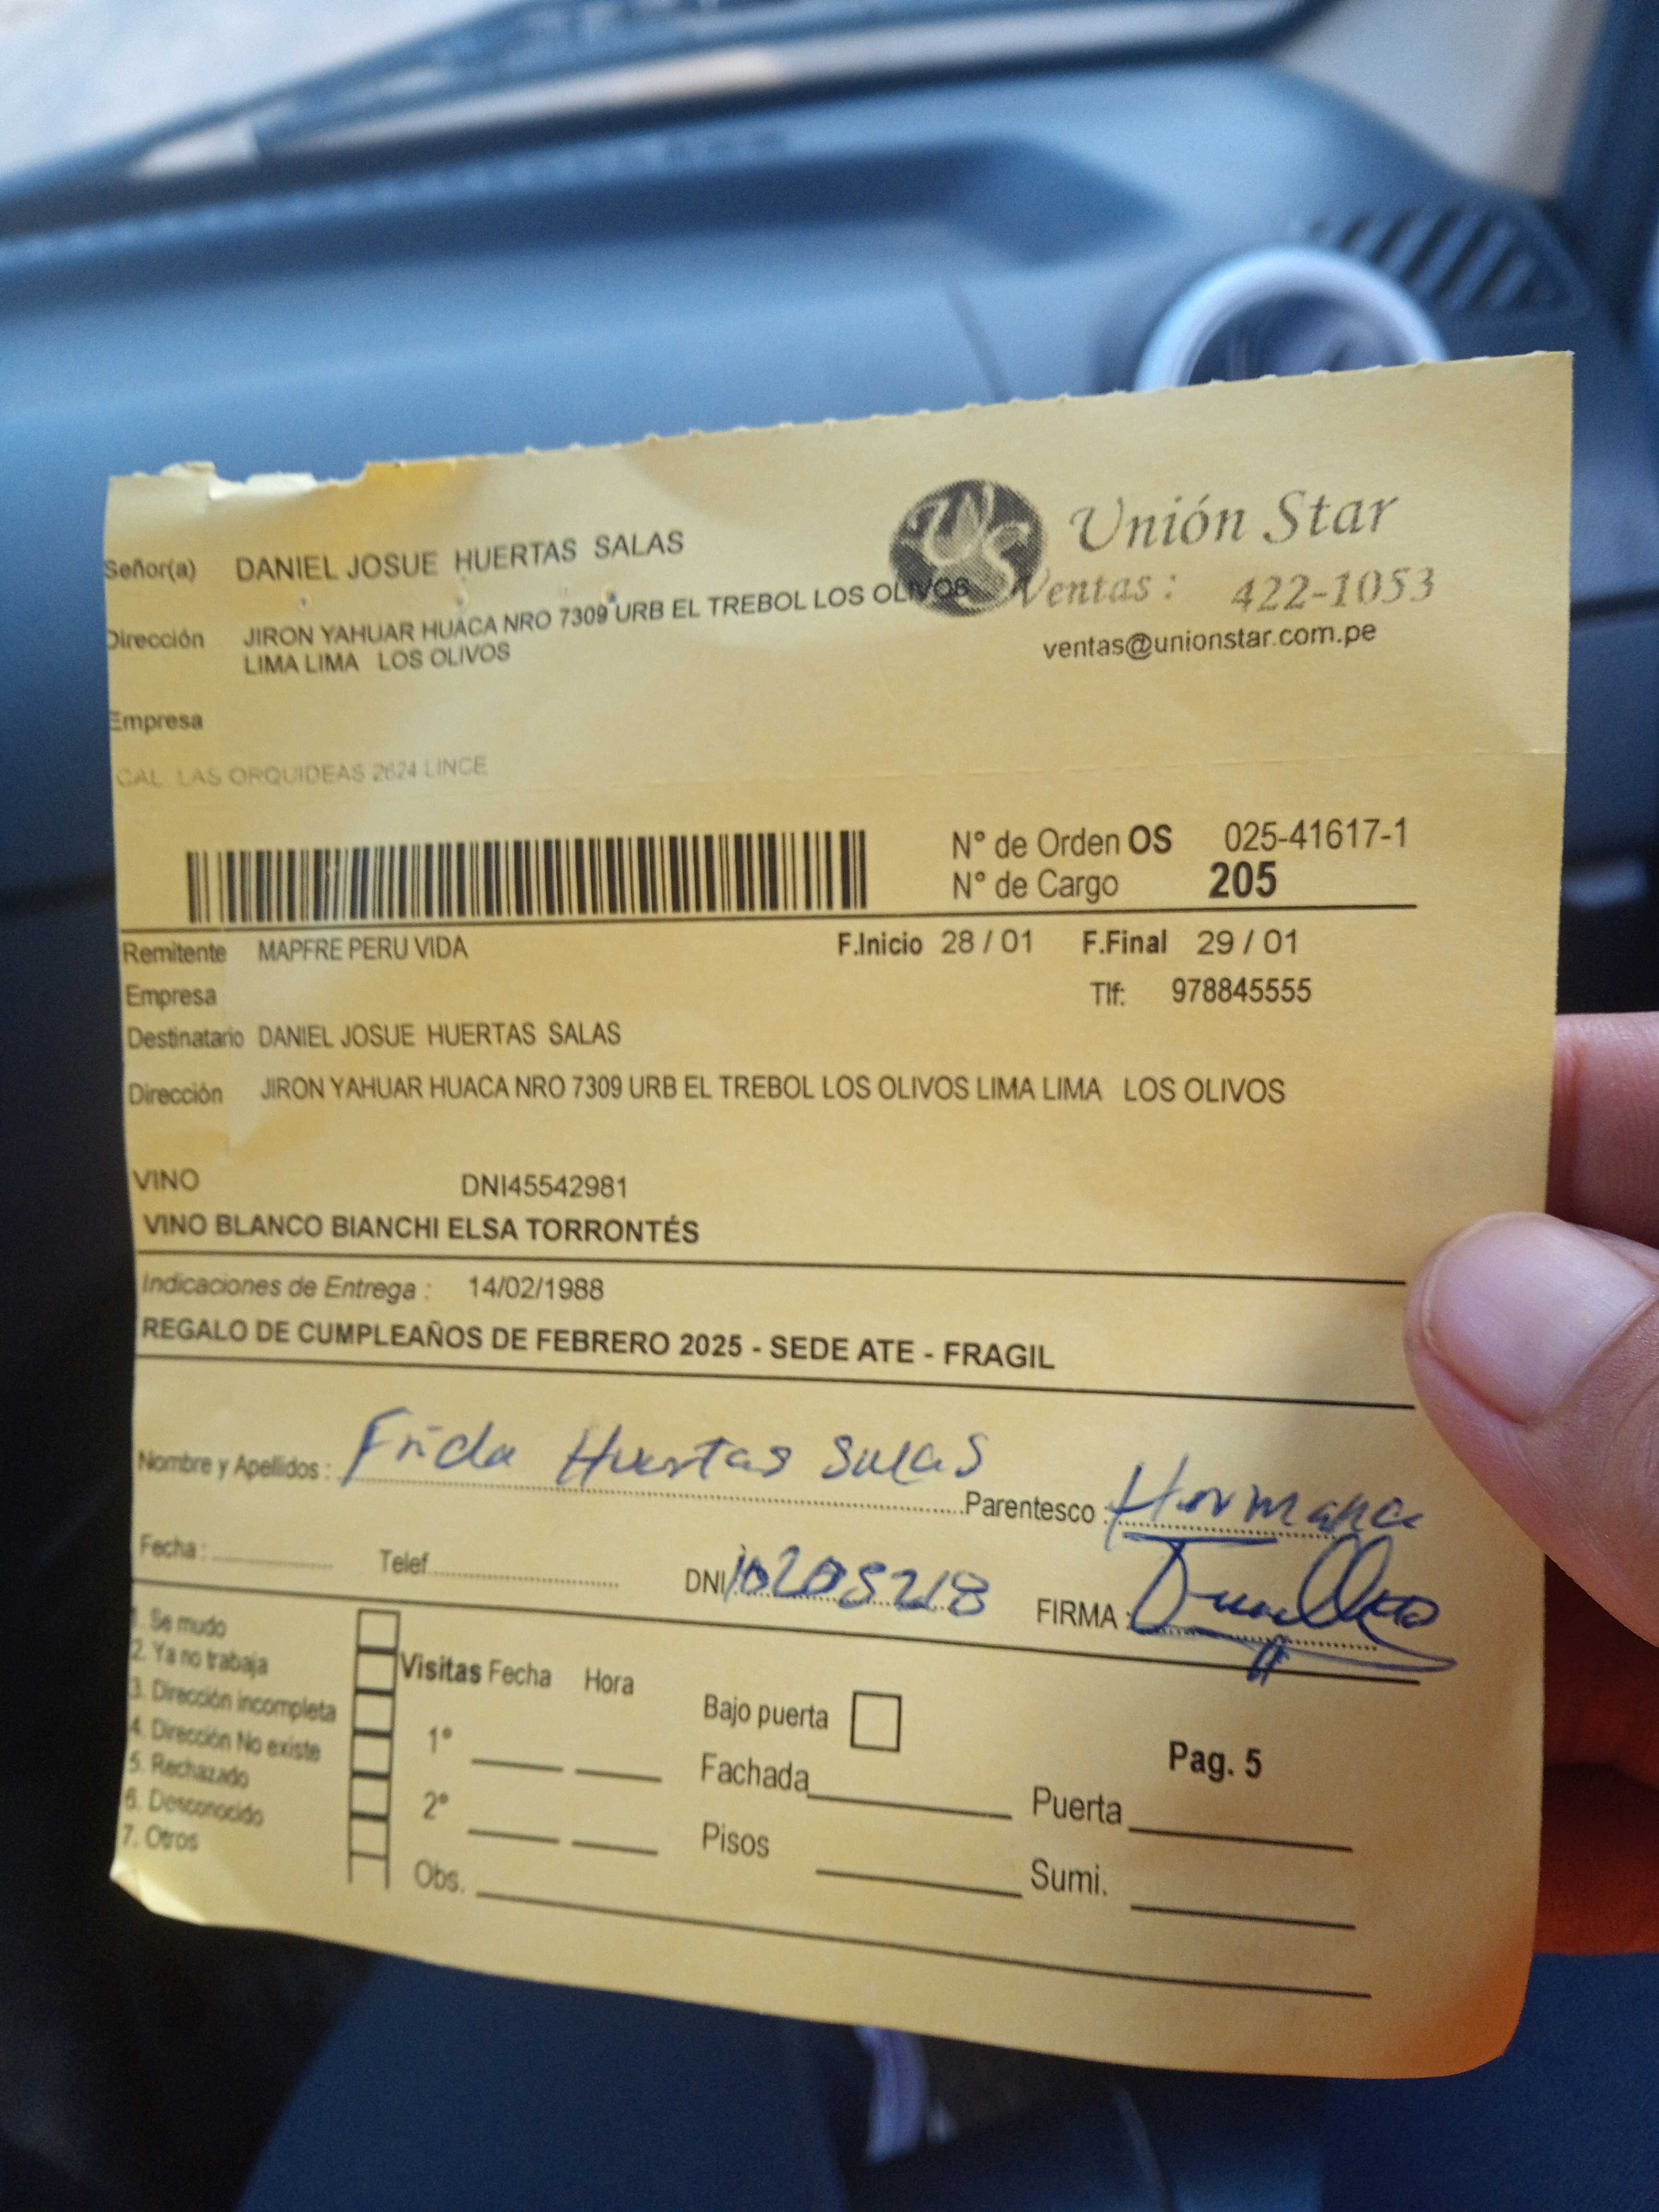 Unión Star
Ventas : 422-1053
ventas@unionstar.com.pe
Señor(a) DANIEL JOSUE HUERTAS SALAS
Dirección JIRON YAHUAR HUACA NRO 7309 URB EL TREBOL LOS OLIVOS
LIMA LIMA LOS OLIVOS
Empresa
CAL. LAS ORQUIDEAS 2624 LINCE
N° de Orden OS 025-41617-1
N° de Cargo 205
Remitente MAPFRE PERU VIDA F.Inicio 28 / 01 F.Final 29 / 01
Empresa Tlf: 978845555
Destinatario DANIEL JOSUE HUERTAS SALAS
Dirección JIRON YAHUAR HUACA NRO 7309 URB EL TREBOL LOS OLIVOS LIMA LIMA LOS OLIVOS
VINO DNI45542981
VINO BLANCO BIANCHI ELSA TORRONTÉS
Indicaciones de Entrega : 14/02/1988
REGALO DE CUMPLEAÑOS DE FEBRERO 2025 - SEDE ATE - FRAGIL
Nombre y Apellidos : Frida Huertas Salas Parentesco : Hermana
Fecha : Telef. DNI 10205218 FIRMA :
1. Se mudo
2. Ya no trabaja
3. Dirección incompleta
4. Dirección No existe
5. Rechazado
6. Desconocido
7. Otros
Visitas Fecha Hora
1°
2°
Obs.
Bajo puerta
Fachada Puerta
Pisos Sumi.
Pag. 5